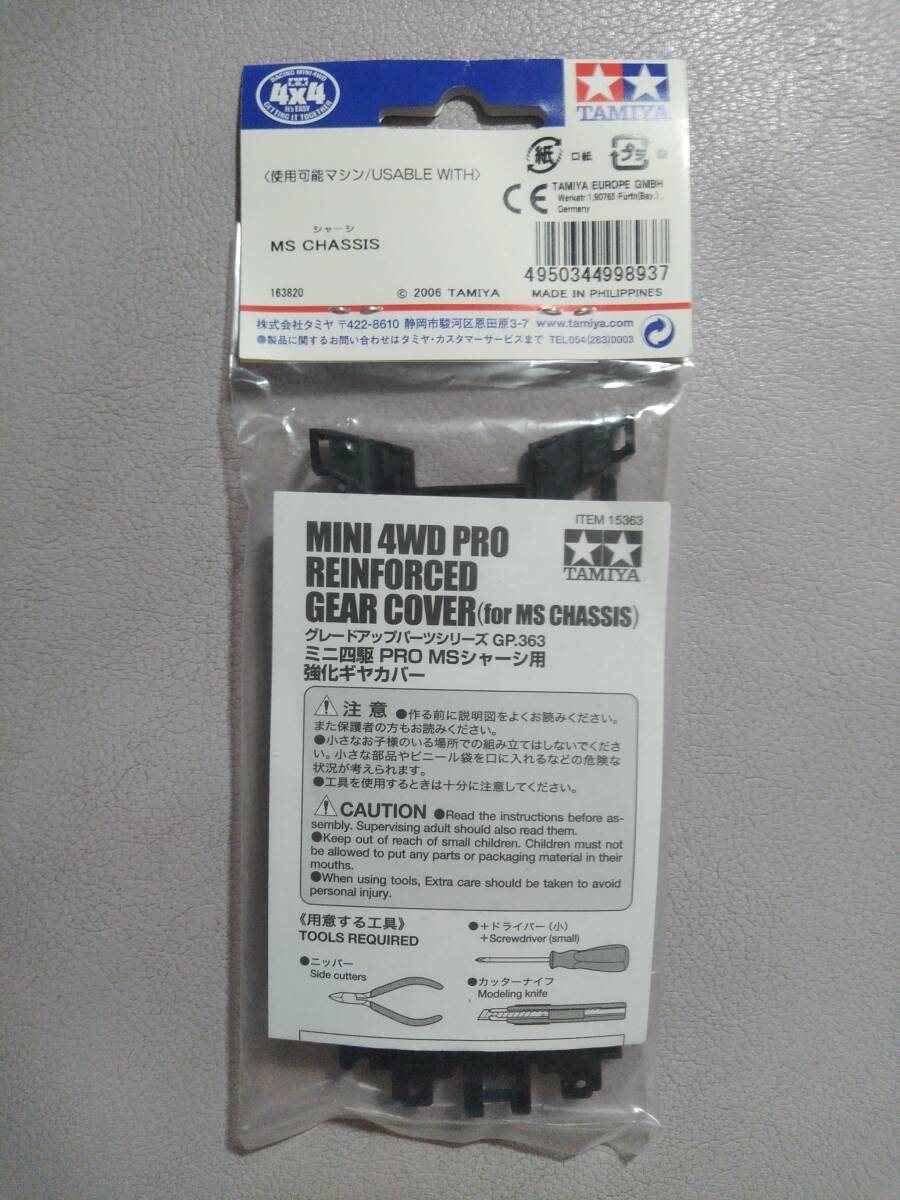 RACING MINI 4WD
4x4
It's EASY
GETTING IT TOGETHER
TAMIYA
〈使用可能マシン/USABLE WITH〉
紙
口紙
プラ
袋
CE
TAMIYA EUROPE GMBH
Werkstr.1,90765 Fürth(Bay.),
Germany
シャーシ
MS CHASSIS
4950344998937
163820
© 2006 TAMIYA
MADE IN PHILIPPINES
株式会社タミヤ 〒422-8610 静岡市駿河区恩田原3-7 www.tamiya.com
●製品に関するお問い合わせはタミヤ・カスタマーサービスまで TEL054(283)0003
ITEM 15363
MINI 4WD PRO
REINFORCED
GEAR COVER (for MS CHASSIS)
TAMIYA
グレードアップパーツシリーズ GP.363
ミニ四駆 PRO MSシャーシ用
強化ギヤカバー
注意 ●作る前に説明図をよくお読みください。
また保護者の方もお読みください。
●小さなお子様のいる場所での組み立てはしないでくださ
い。小さな部品やビニール袋を口に入れるなどの危険な
状況が考えられます。
●工具を使用するときは十分に注意してください。
CAUTION ●Read the instructions before as-
sembly. Supervising adult should also read them.
●Keep out of reach of small children. Children must not
be allowed to put any parts or packaging material in their
mouths.
●When using tools, Extra care should be taken to avoid
personal injury.
《用意する工具》
TOOLS REQUIRED
●+ドライバー(小)
+Screwdriver (small)
●ニッパー
Side cutters
●カッターナイフ
Modeling knife